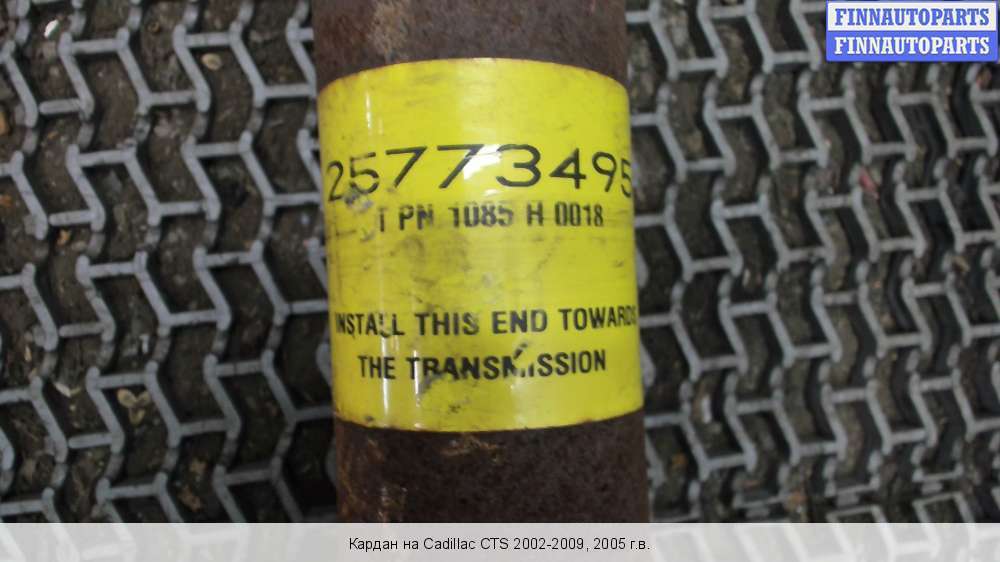 FINNAUTOPARTS
FINNAUTOPARTS
25773495
T PN 1085 H 0018
INSTALL THIS END TOWARDS
THE TRANSMISSION
Кардан на Cadillac CTS 2002-2009, 2005 г.в.